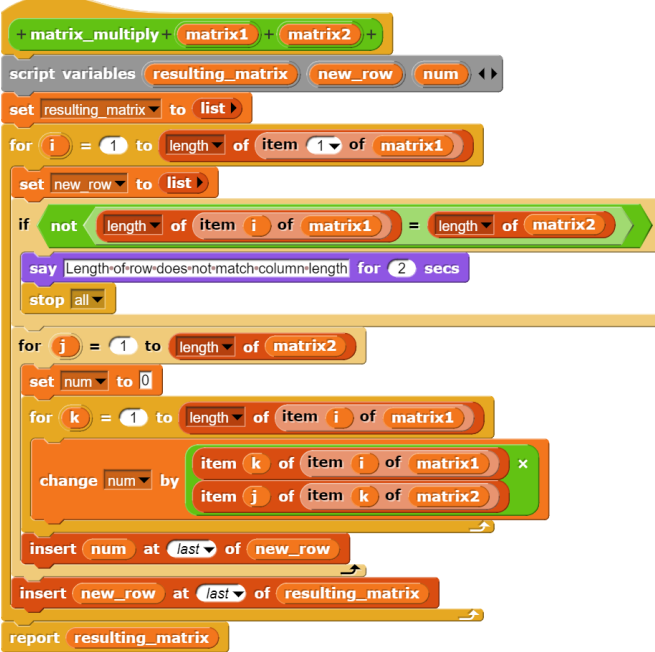 + matrix_multiply + matrix1 + matrix2 +
script variables resulting_matrix new_row num
set resulting_matrix to list
for i = 1 to length of item 1 of matrix1
set new_row to list
if not length of item i of matrix1 = length of matrix2
say Length of row does not match column length for 2 secs
stop all
for j = 1 to length of matrix2
set num to 0
for k = 1 to length of item i of matrix1
item k of item i of matrix1 ×
change num by
item j of item k of matrix2
insert num at last of new_row
insert new_row at last of resulting_matrix
report resulting_matrix